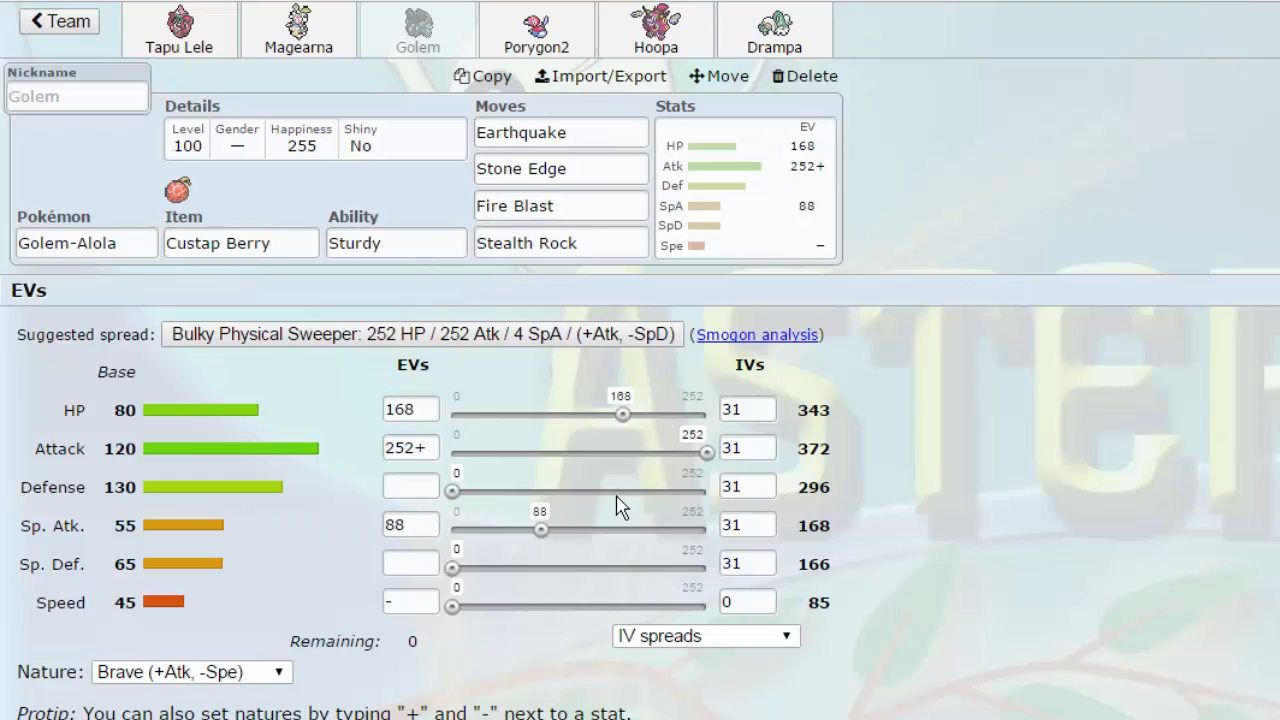 Team
Tapu Lele
Magearna
Golem
Porygon2
Hoopa
Drampa
Nickname
Golem
Copy
Import/Export
Move
Delete
Details
Level
100
Gender
—
Happiness
255
Shiny
No
Pokémon
Golem-Alola
Item
Custap Berry
Ability
Sturdy
Moves
Earthquake
Stone Edge
Fire Blast
Stealth Rock
Stats
EV
HP 168
Atk 252+
Def
SpA 88
SpD
Spe –
EVs
Suggested spread: Bulky Physical Sweeper: 252 HP / 252 Atk / 4 SpA / (+Atk, -SpD) (Smogon analysis)
Base EVs IVs
HP 80 168 0 168 252 31 343
Attack 120 252+ 0 252 31 372
Defense 130 0 252 31 296
Sp. Atk. 55 88 0 88 252 31 168
Sp. Def. 65 0 252 31 166
Speed 45 - 0 252 0 85
Remaining: 0
IV spreads
Nature: Brave (+Atk, -Spe)
Protip: You can also set natures by typing "+" and "-" next to a stat.